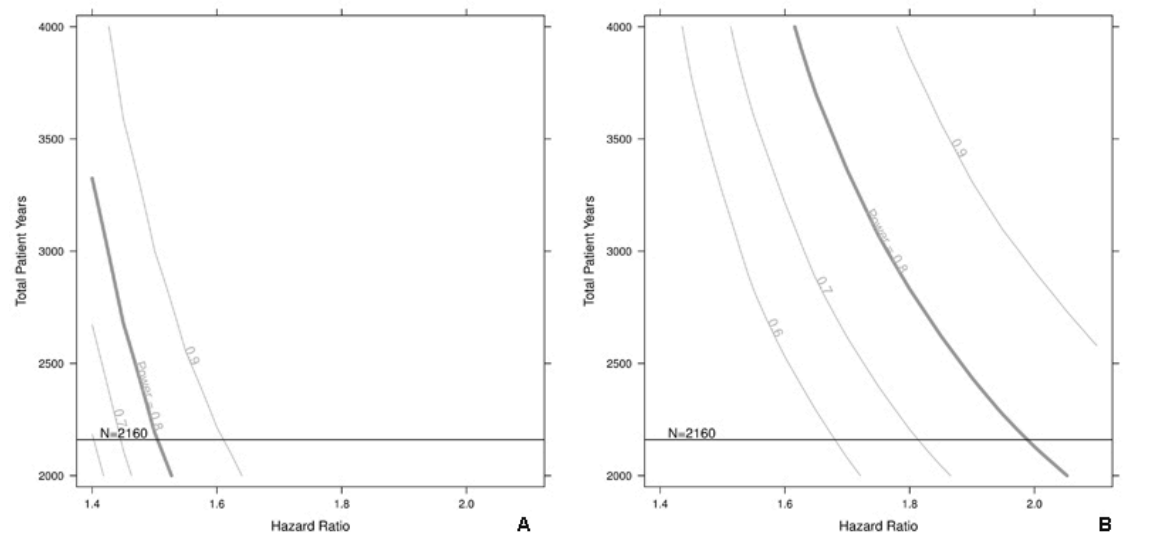 4000
3500
3000
2500
2000
Total Patient Years
0.9
Power = 0.8
0.7
N=2160
1.4 1.6 1.8 2.0
Hazard Ratio
A
4000
3500
3000
2500
2000
Total Patient Years
0.9
Power = 0.8
0.7
0.6
N=2160
1.4 1.6 1.8 2.0
Hazard Ratio
B